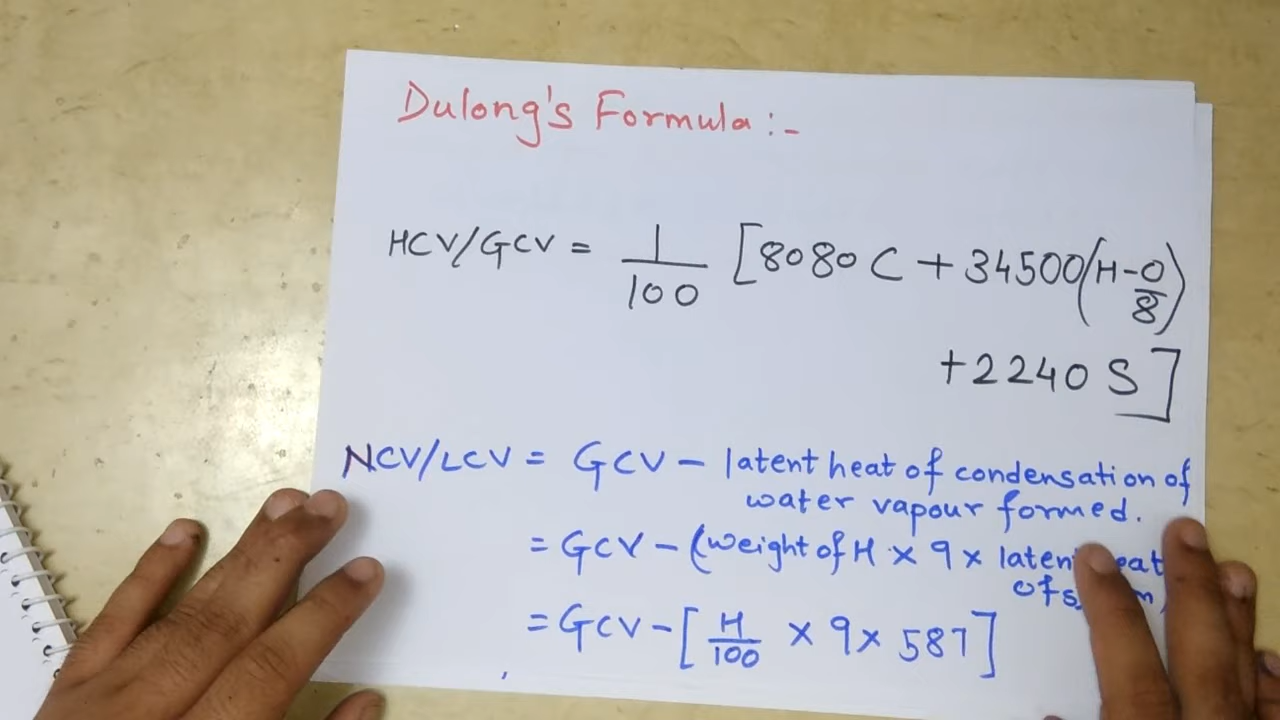 Dulong's Formula :-
HCV/GCV = 1/100 [8080 C + 34500 (H - O/8)
+ 2240 S]
NCV/LCV = GCV - latent heat of condensation of
water vapour formed.
= GCV - (weight of H × 9 ×
of
= GCV - [H/100 × 9 × 587]